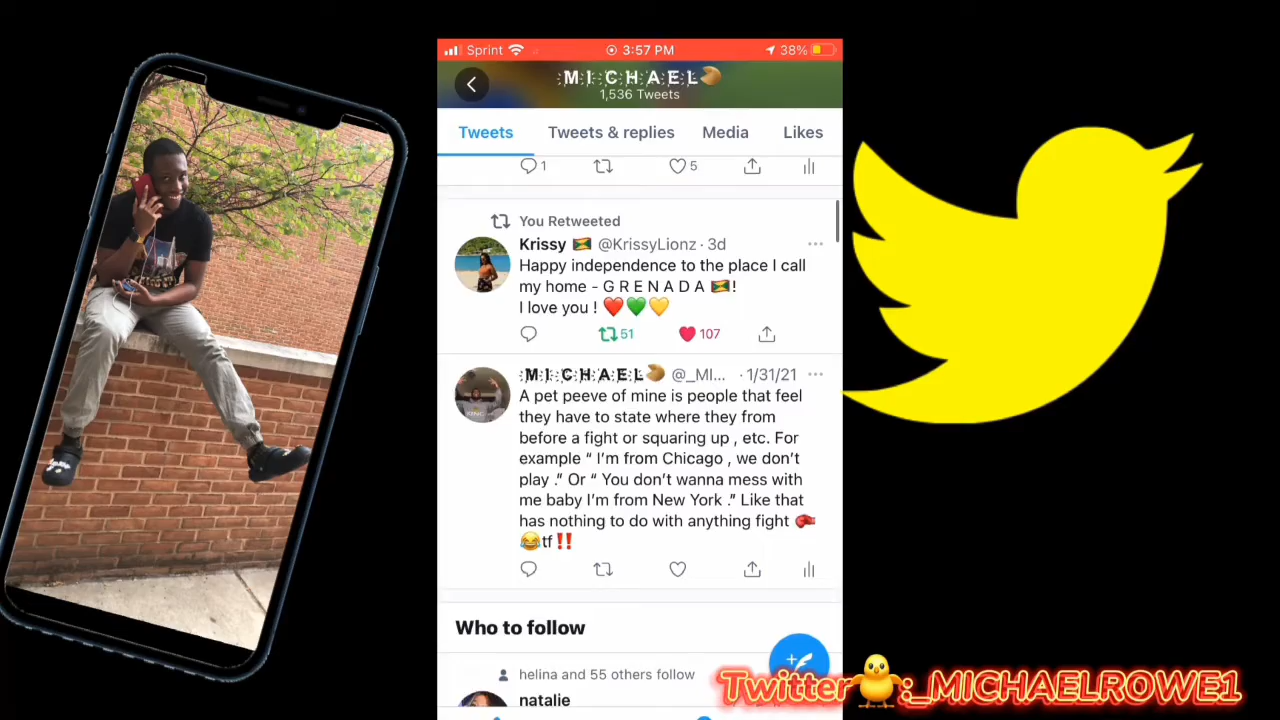 Sprint 3:57 PM 38%
M I C H A E L
1,536 Tweets
Tweets Tweets & replies Media Likes
1 5
You Retweeted
Krissy 🇬🇩 @KrissyLionz · 3d
Happy independence to the place I call
my home - G R E N A D A 🇬🇩!
I love you ! ❤️💚💛
51 107
M I C H A E L @_MI... · 1/31/21
A pet peeve of mine is people that feel
they have to state where they from
before a fight or squaring up , etc. For
example “ I’m from Chicago , we don’t
play .” Or “ You don’t wanna mess with
me baby I’m from New York .” Like that
has nothing to do with anything fight 🥊
😂tf‼️
Who to follow
helina and 55 others follow
natalie
Twitter🐥:_MICHAELROWE1